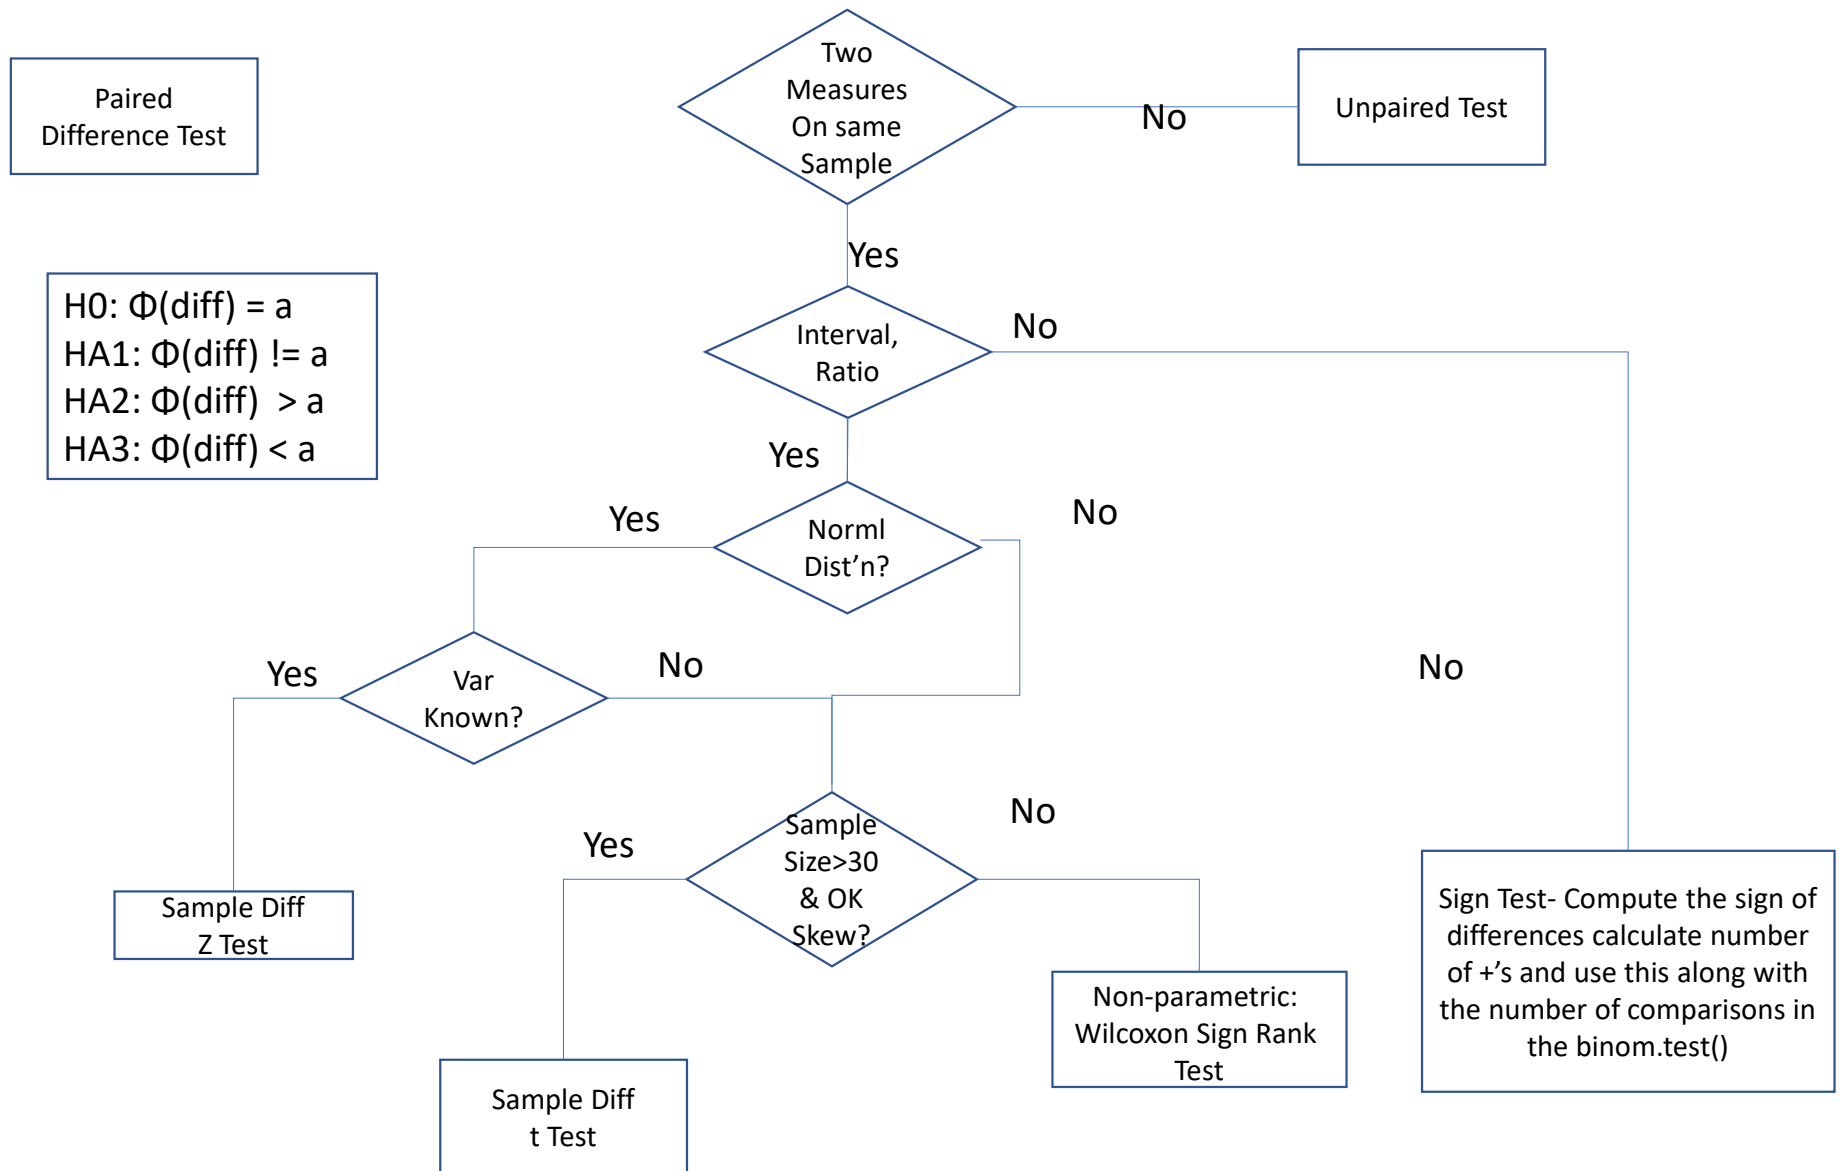 Paired
Difference Test
Two
Measures
On same
Sample
No
Unpaired Test
Yes
H0: Φ(diff) = a
HA1: Φ(diff) != a
HA2: Φ(diff)  > a
HA3: Φ(diff) < a
Interval,
Ratio
No
Yes
Yes
Norml
Dist’n?
No
Yes
Var
Known?
No
No
Yes
Sample
Size>30
& OK
Skew?
No
Sample Diff
Z Test
Sample Diff
t Test
Non-parametric:
Wilcoxon Sign Rank
Test
Sign Test- Compute the sign of
differences calculate number
of +’s and use this along with
the number of comparisons in
the binom.test()